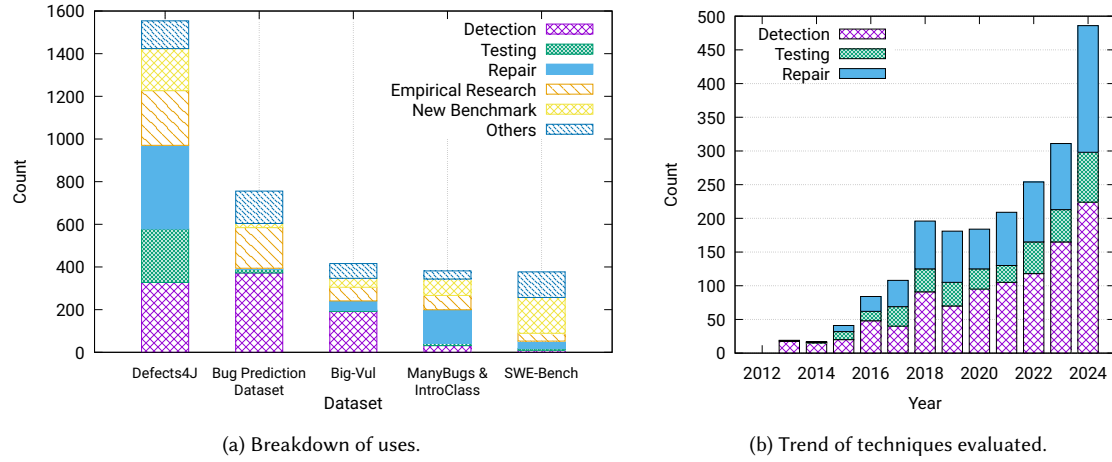 1600
1400
1200
1000
800
600
400
200
0
Count
Detection
Testing
Repair
Empirical Research
New Benchmark
Others
Defects4J
Bug Prediction
Dataset
Big-Vul
ManyBugs &
IntroClass
SWE-Bench
Dataset
(a) Breakdown of uses.
500
450
400
350
300
250
200
150
100
50
0
Count
Detection
Testing
Repair
2012 2014 2016 2018 2020 2022 2024
Year
(b) Trend of techniques evaluated.